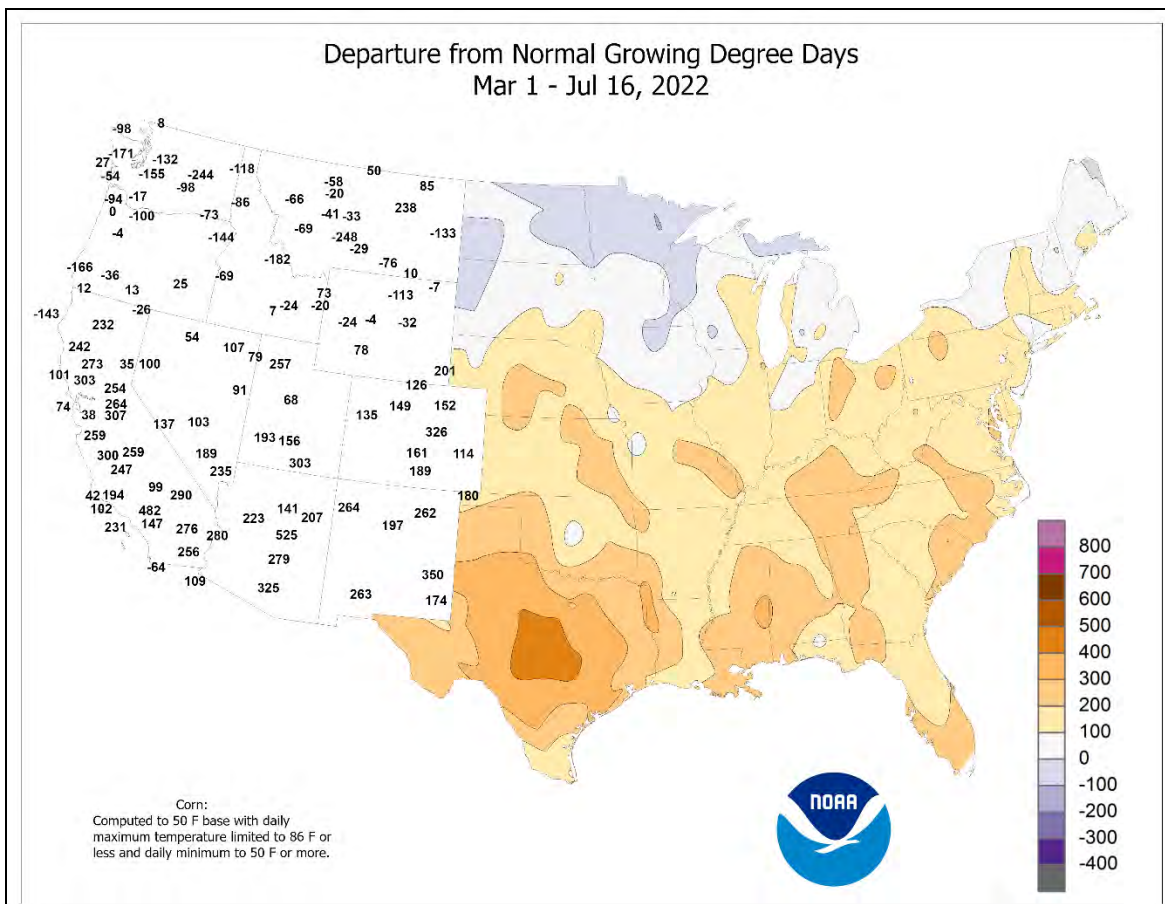 Departure from Normal Growing Degree Days
Mar 1 - Jul 16, 2022
-98 8
-171 -132
27 -118
-54 -155 -244 50
-98 -58 85
-94 -17 -86 -66 -20
0 -100 -73 -41 -33 238
-4 -144 -69 -248 -133
-29
-182 -76
-166 -36 -69 10
12 13 25 73 -113 -7
-143 -26 7 -24 -20
232 -24 -4 -32
54
242 107 79 78
273 35 100 257
101 303 201
254 91 126
74 264 68 149 152
38 307 135
137 103 326
259 193 156
300 259 189 161 114
247 303 189
235
42 194 99 290 180
102 482 141 264 262
231 147 223 207 197
276 280 525
256 279
-64 350
109 325 263 174
800
700
600
500
400
300
200
100
0
-100
-200
-300
-400
NOAA
Corn:
Computed to 50 F base with daily
maximum temperature limited to 86 F or
less and daily minimum to 50 F or more.